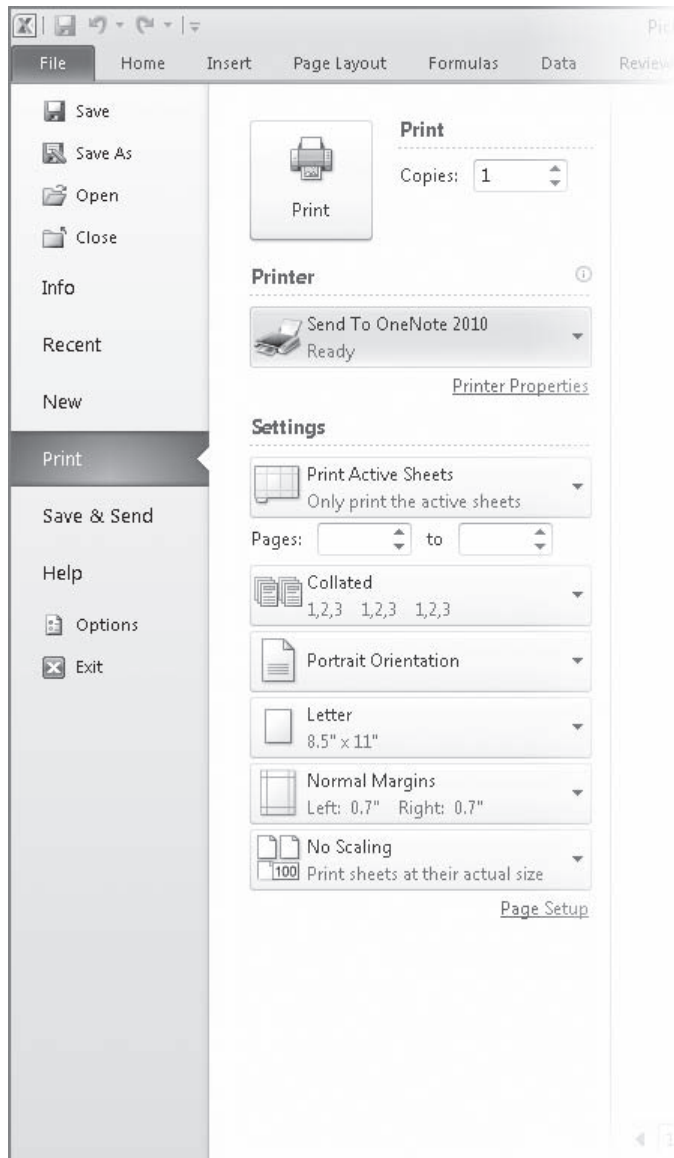 Pic
File Home Insert Page Layout Formulas Data Review
Save
Save As
Open
Close
Info
Recent
New
Print
Save & Send
Help
Options
Exit
Print
Print
Copies: 1
Printer
Send To OneNote 2010
Ready
Printer Properties
Settings
Print Active Sheets
Only print the active sheets
Pages: to
Collated
1,2,3 1,2,3 1,2,3
Portrait Orientation
Letter
8.5" x 11"
Normal Margins
Left: 0.7" Right: 0.7"
No Scaling
100 Print sheets at their actual size
Page Setup
1